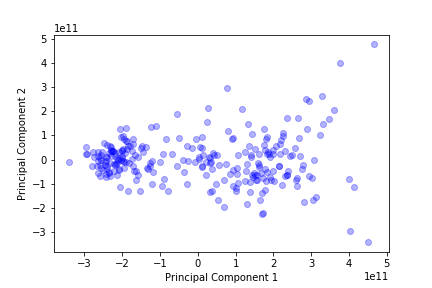 1e11
5
4
3
2
1
0
−1
−2
−3
Principal Component 2
−3 −2 −1 0 1 2 3 4 5
Principal Component 1
1e11